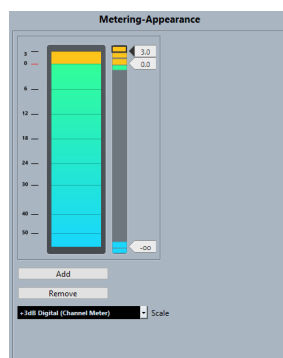 Metering-Appearance
3
3.0
0
0.0
6
12
18
24
30
40
50
-oo
Add
Remove
+3dB Digital (Channel Meter)
Scale